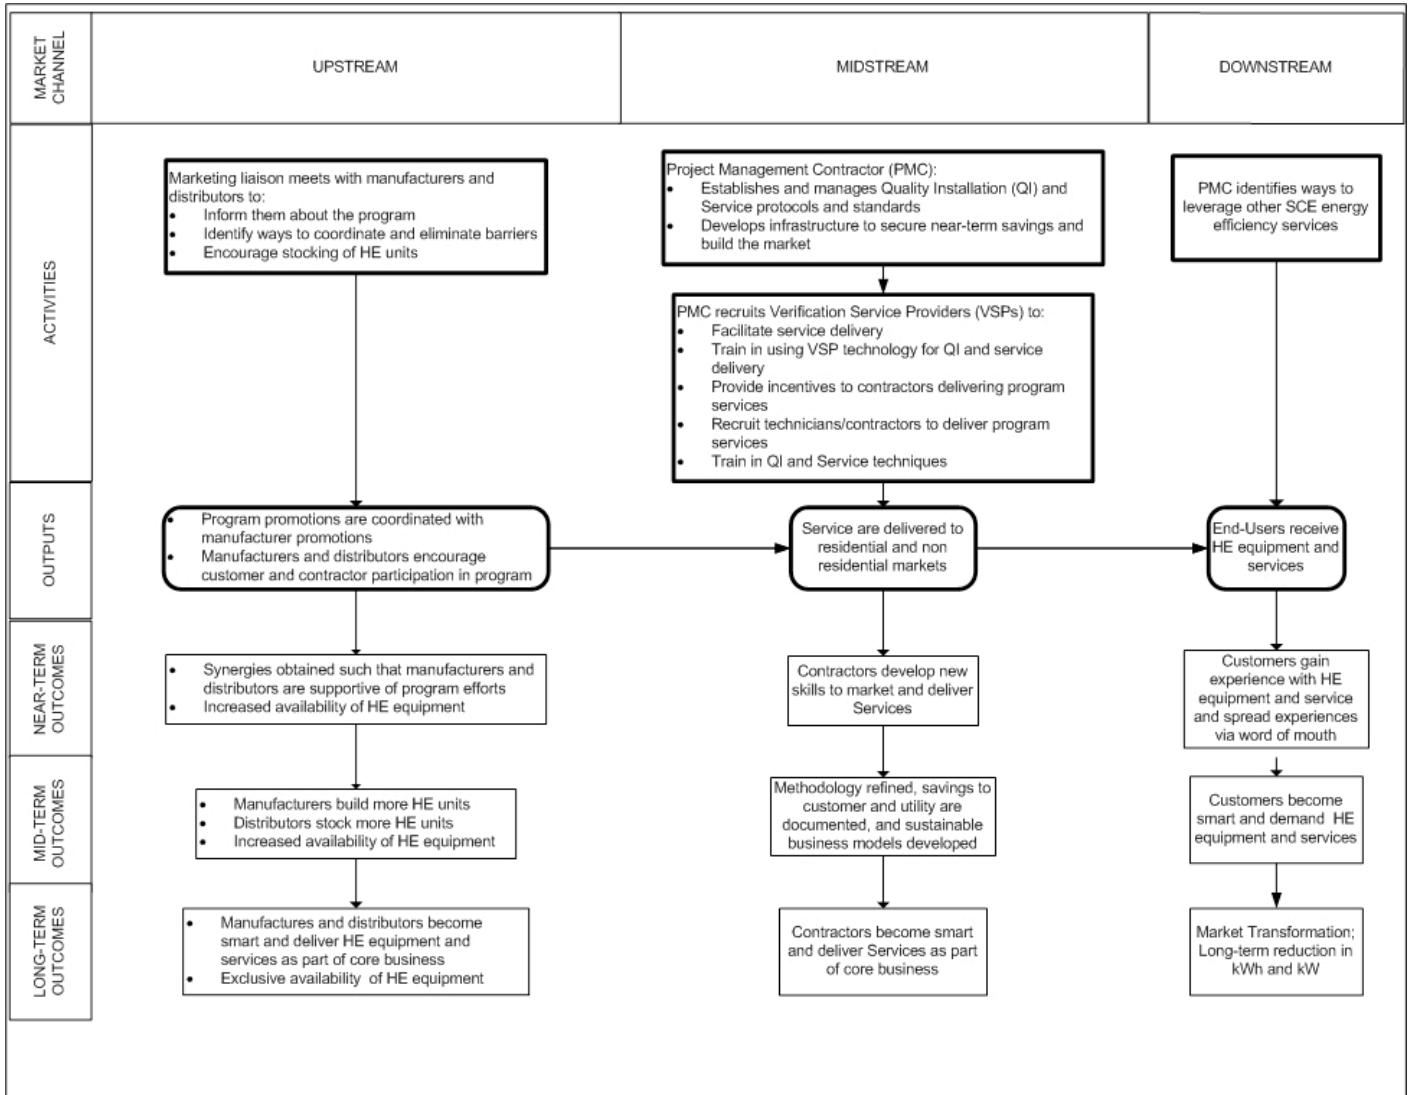 MARKET
CHANNEL
UPSTREAM
MIDSTREAM
DOWNSTREAM
ACTIVITIES
Marketing liaison meets with manufacturers and
distributors to:
• Inform them about the program
• Identify ways to coordinate and eliminate barriers
• Encourage stocking of HE units
Project Management Contractor (PMC):
• Establishes and manages Quality Installation (QI) and
Service protocols and standards
• Develops infrastructure to secure near-term savings and
build the market
PMC identifies ways to
leverage other SCE energy
efficiency services
PMC recruits Verification Service Providers (VSPs) to:
• Facilitate service delivery
• Train in using VSP technology for QI and service
delivery
• Provide incentives to contractors delivering program
services
• Recruit technicians/contractors to deliver program
services
• Train in QI and Service techniques
OUTPUTS
• Program promotions are coordinated with
manufacturer promotions
• Manufacturers and distributors encourage
customer and contractor participation in program
Service are delivered to
residential and non
residential markets
End-Users receive
HE equipment and
services
NEAR-TERM
OUTCOMES
• Synergies obtained such that manufacturers and
distributors are supportive of program efforts
• Increased availability of HE equipment
Contractors develop new
skills to market and deliver
Services
Customers gain
experience with HE
equipment and service
and spread experiences
via word of mouth
MID-TERM
OUTCOMES
• Manufacturers build more HE units
• Distributors stock more HE units
• Increased availability of HE equipment
Methodology refined, savings to
customer and utility are
documented, and sustainable
business models developed
Customers become
smart and demand HE
equipment and services
LONG-TERM
OUTCOMES
• Manufactures and distributors become
smart and deliver HE equipment and
services as part of core business
• Exclusive availability of HE equipment
Contractors become smart
and deliver Services as part
of core business
Market Transformation;
Long-term reduction in
kWh and kW